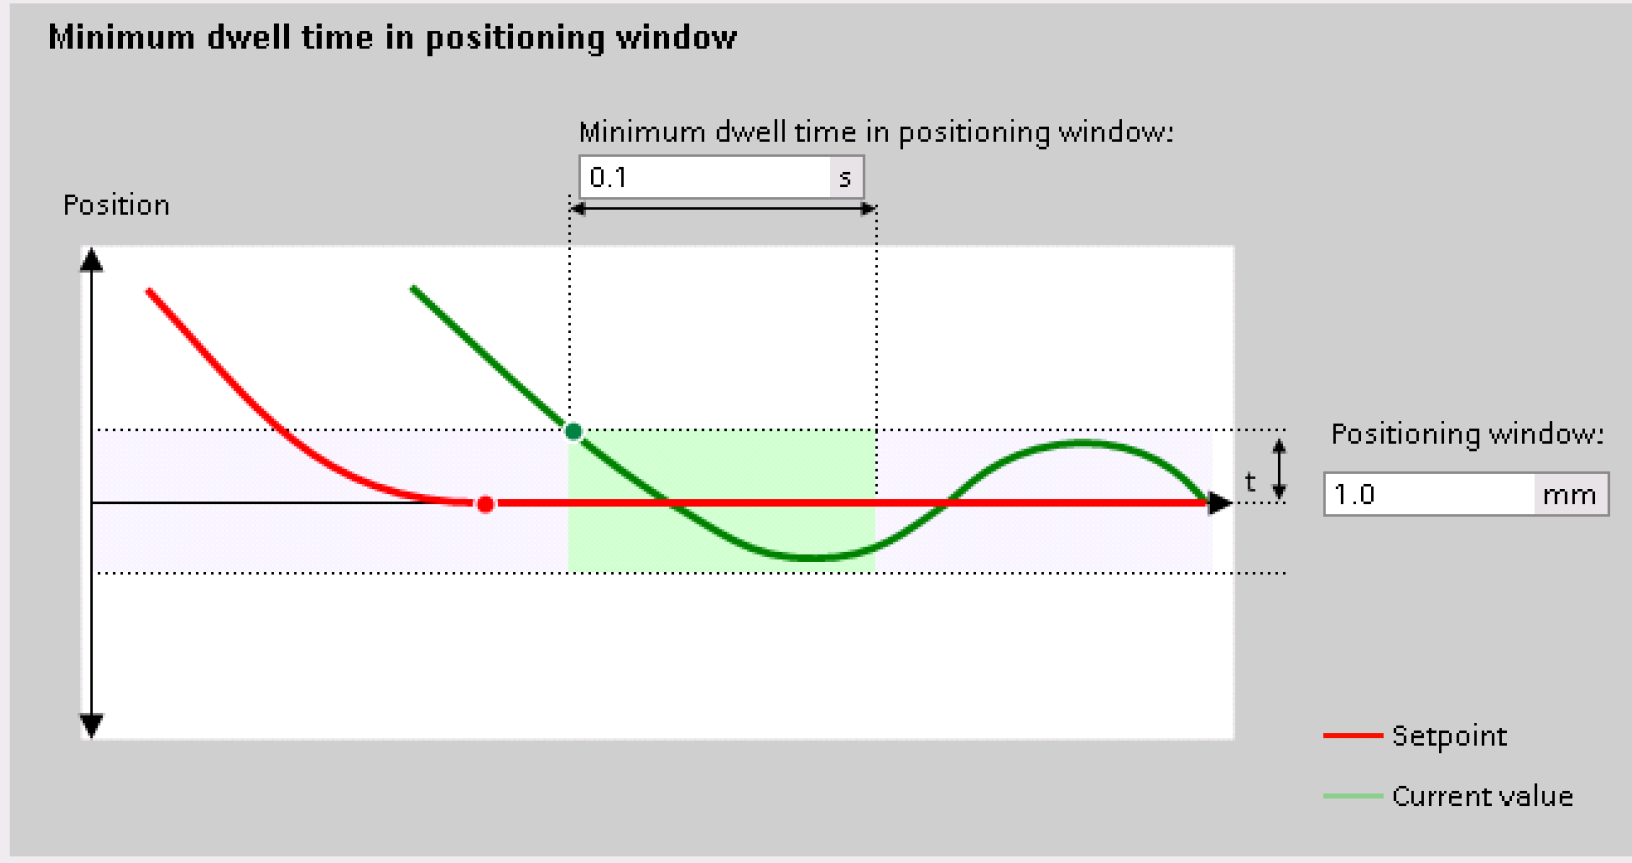 Minimum dwell time in positioning window
Minimum dwell time in positioning window:
0.1 s
Position
Positioning window:
t
1.0 mm
Setpoint
Current value